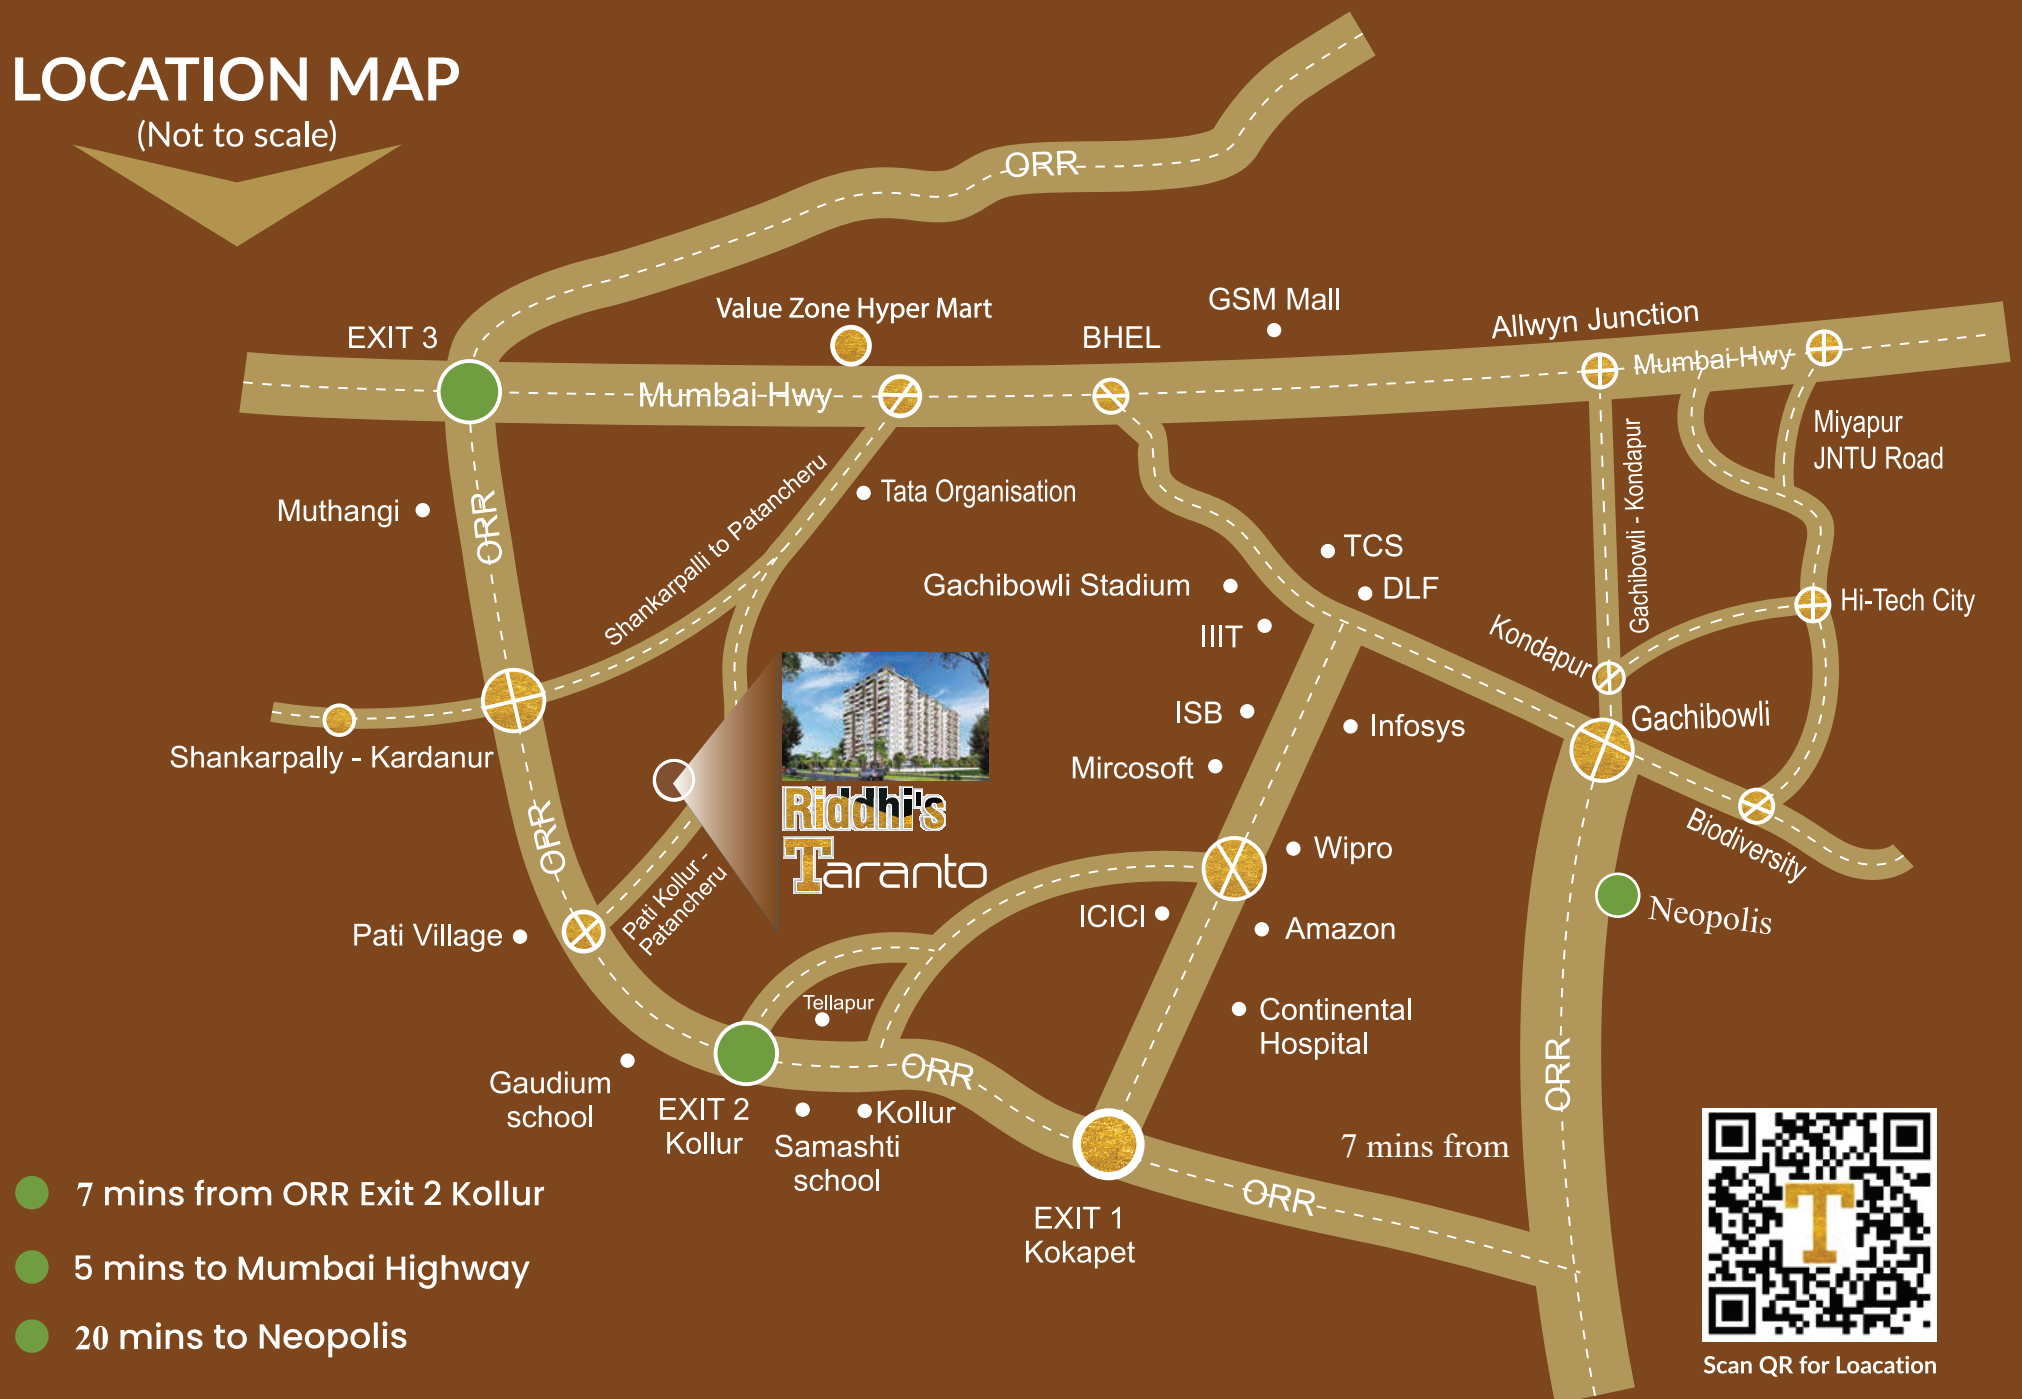 LOCATION MAP
(Not to scale)
ORR
Value Zone Hyper Mart
GSM Mall
EXIT 3
BHEL
Allwyn Junction
Mumbai Hwy
Mumbai Hwy
Miyapur
JNTU Road
Gachibowli - Kondapur
Muthangi
ORR
Shankarpalli to Patancheru
Tata Organisation
TCS
Gachibowli Stadium
DLF
IIIT
Kondapur
Hi-Tech City
ISB
Infosys
Gachibowli
Mircosoft
Shankarpally - Kardanur
Riddhi's
Taranto
ORR
Wipro
Biodiversity
Pati Kollur -
Patancheru
Pati Village
ICICI
Amazon
Neopolis
Tellapur
Continental
Hospital
ORR
ORR
Gaudium
school
EXIT 2
Kollur
Kollur
Samashti
school
7 mins from
ORR
EXIT 1
Kokapet
7 mins from ORR Exit 2 Kollur
5 mins to Mumbai Highway
20 mins to Neopolis
T
Scan QR for Loacation